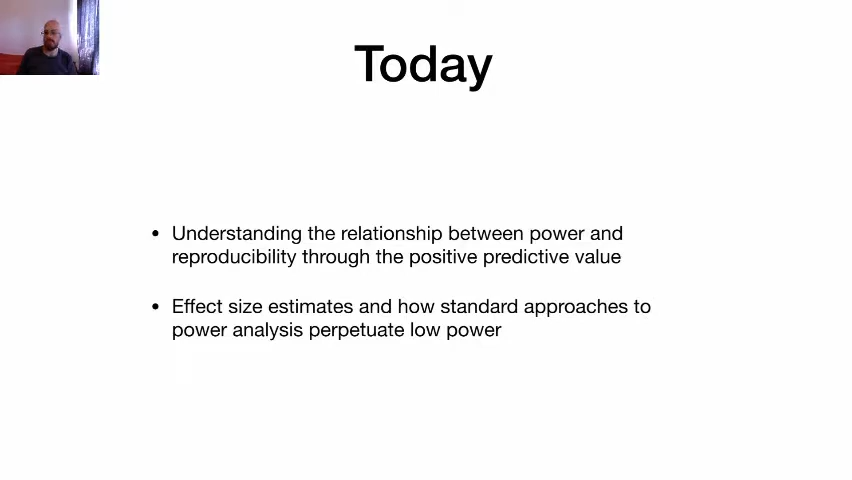 Today
• Understanding the relationship between power and
reproducibility through the positive predictive value
• Effect size estimates and how standard approaches to
power analysis perpetuate low power